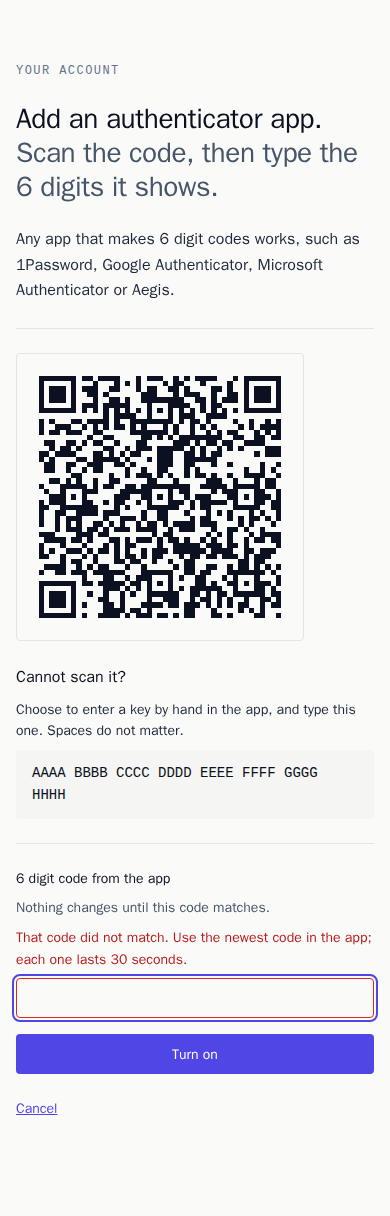 YOUR ACCOUNT
Add an authenticator app.
Scan the code, then type the
6 digits it shows.
Any app that makes 6 digit codes works, such as
1Password, Google Authenticator, Microsoft
Authenticator or Aegis.
Cannot scan it?
Choose to enter a key by hand in the app, and type this
one. Spaces do not matter.
AAAA BBBB CCCC DDDD EEEE FFFF GGGG
HHHH
6 digit code from the app
Nothing changes until this code matches.
That code did not match. Use the newest code in the app;
each one lasts 30 seconds.
Turn on
Cancel